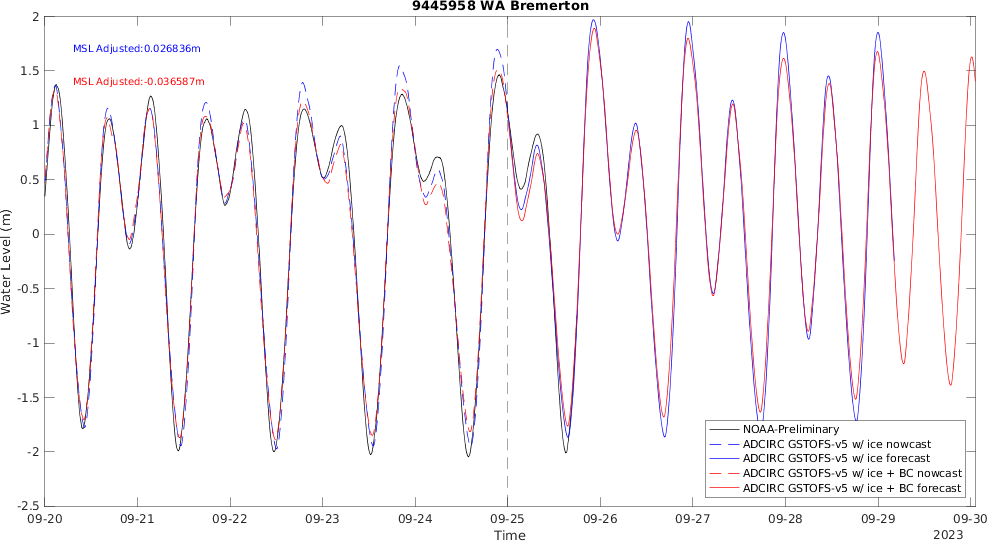 9445958 WA Bremerton
MSL Adjusted:0.026836m
MSL Adjusted:-0.036587m
Water Level (m)
2
1.5
1
0.5
0
-0.5
-1
-1.5
-2
-2.5
NOAA-Preliminary
ADCIRC GSTOFS-v5 w/ ice nowcast
ADCIRC GSTOFS-v5 w/ ice forecast
ADCIRC GSTOFS-v5 w/ ice + BC nowcast
ADCIRC GSTOFS-v5 w/ ice + BC forecast
09-20 09-21 09-22 09-23 09-24 09-25 09-26 09-27 09-28 09-29 09-30
Time
2023